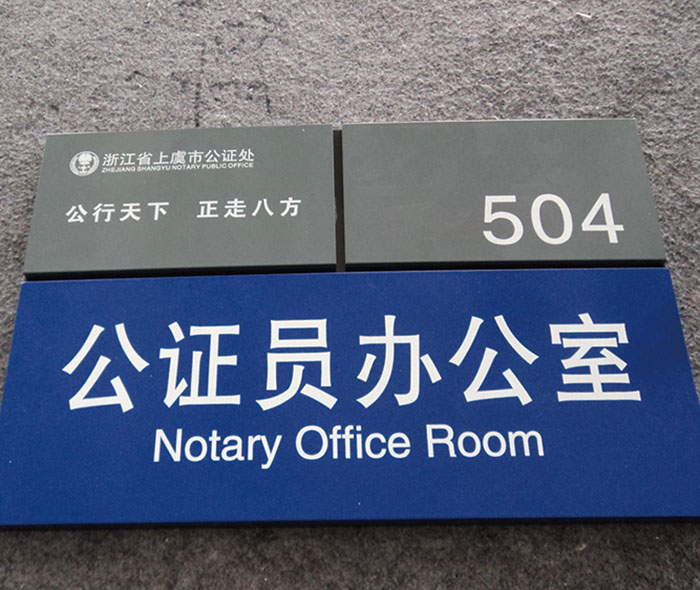 浙江省上虞市公证处
ZHEJIANG SHANGYU NOTARY PUBLIC OFFICE
公行天下 正走八方
504
公证员办公室
Notary Office Room